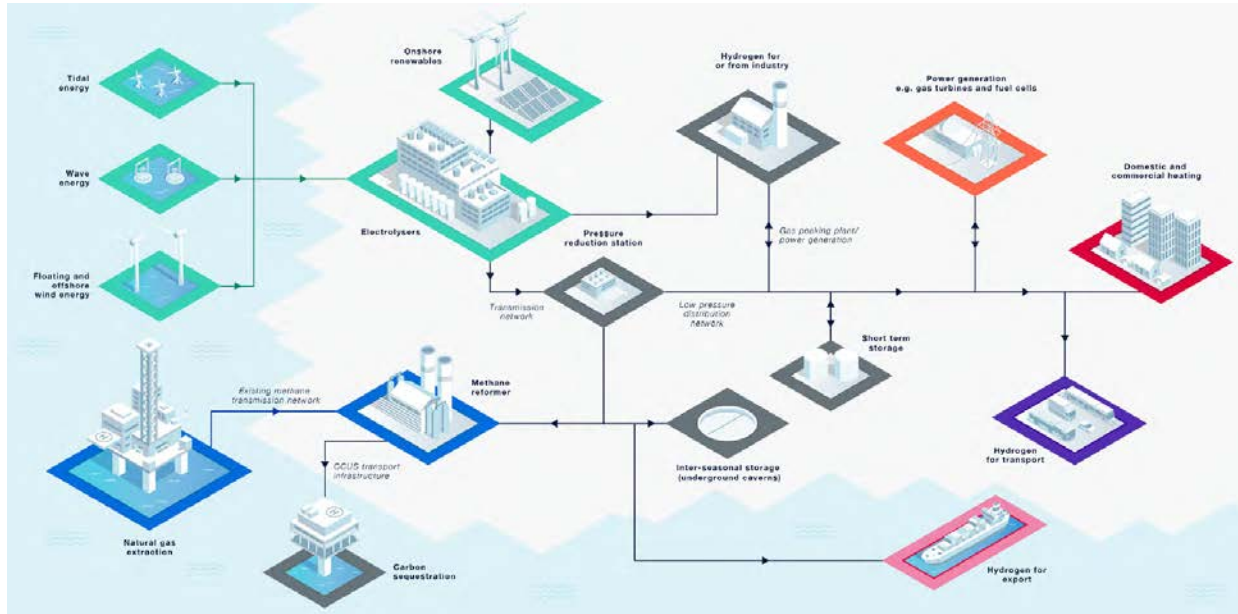 Tidal
energy
Wave
energy
Floating and
offshore
wind energy
Natural gas
extraction
Onshore
renewables
Electrolysers
Transmission
network
Pressure
reduction station
Existing methane
transmission network
Methane
reformer
CCUS transport
infrastructure
Carbon
sequestration
Hydrogen for
or from industry
Gas peaking plant/
power generation
Low pressure
distribution
network
Short term
storage
Inter-seasonal storage
(underground caverns)
Power generation
e.g. gas turbines and fuel cells
Domestic and
commercial heating
Hydrogen
for transport
Hydrogen for
export